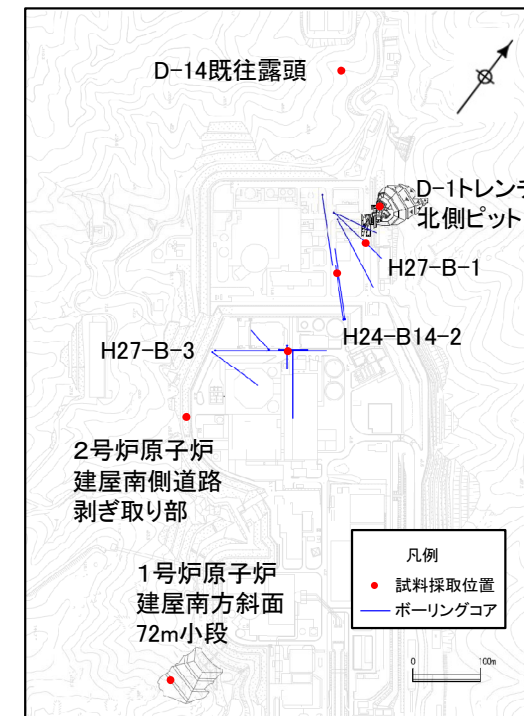 D-14既往露頭
D-1トレンチ
北側ピット
H27-B-1
H24-B14-2
H27-B-3
2号炉原子炉
建屋南側道路
剥ぎ取り部
1号炉原子炉
建屋南方斜面
72m小段
凡例
試料採取位置
ボーリングコア
0 100m